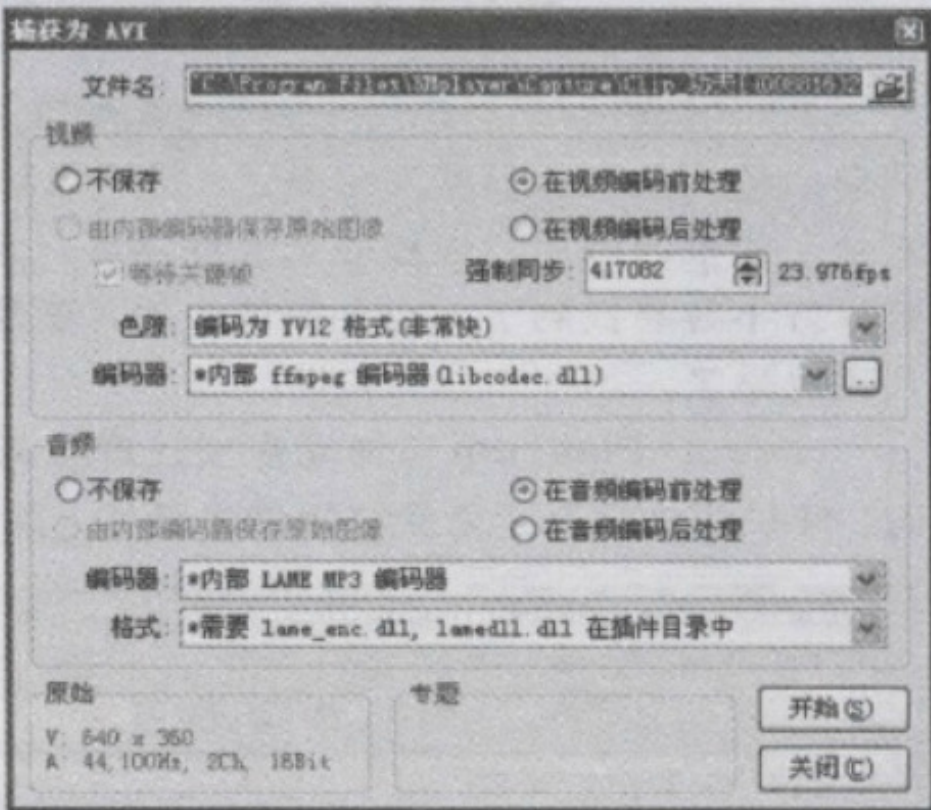 捕获为 AVI
文件名: C:\Program Files\KMplayer\Capture\Clip
视频
不保存 在视频编码前处理
由内部编码器保存原始图像 在视频编码后处理
等待关键帧 强制同步: 417082 23.976fps
色隙: 编码为 YV12 格式(非常快)
编码器: *内部 ffmpeg 编码器(libcodec.dll) ..
音频
不保存 在音频编码前处理
由内部编码器保存原始图像 在音频编码后处理
编码器: *内部 LAME MP3 编码器
格式: *需要 lame_enc.dll, lamedll.dll 在插件目录中
原始 专题
V: 640 x 360 开始(S)
A: 44,100Hz, 2Ch, 16Bit 关闭(C)